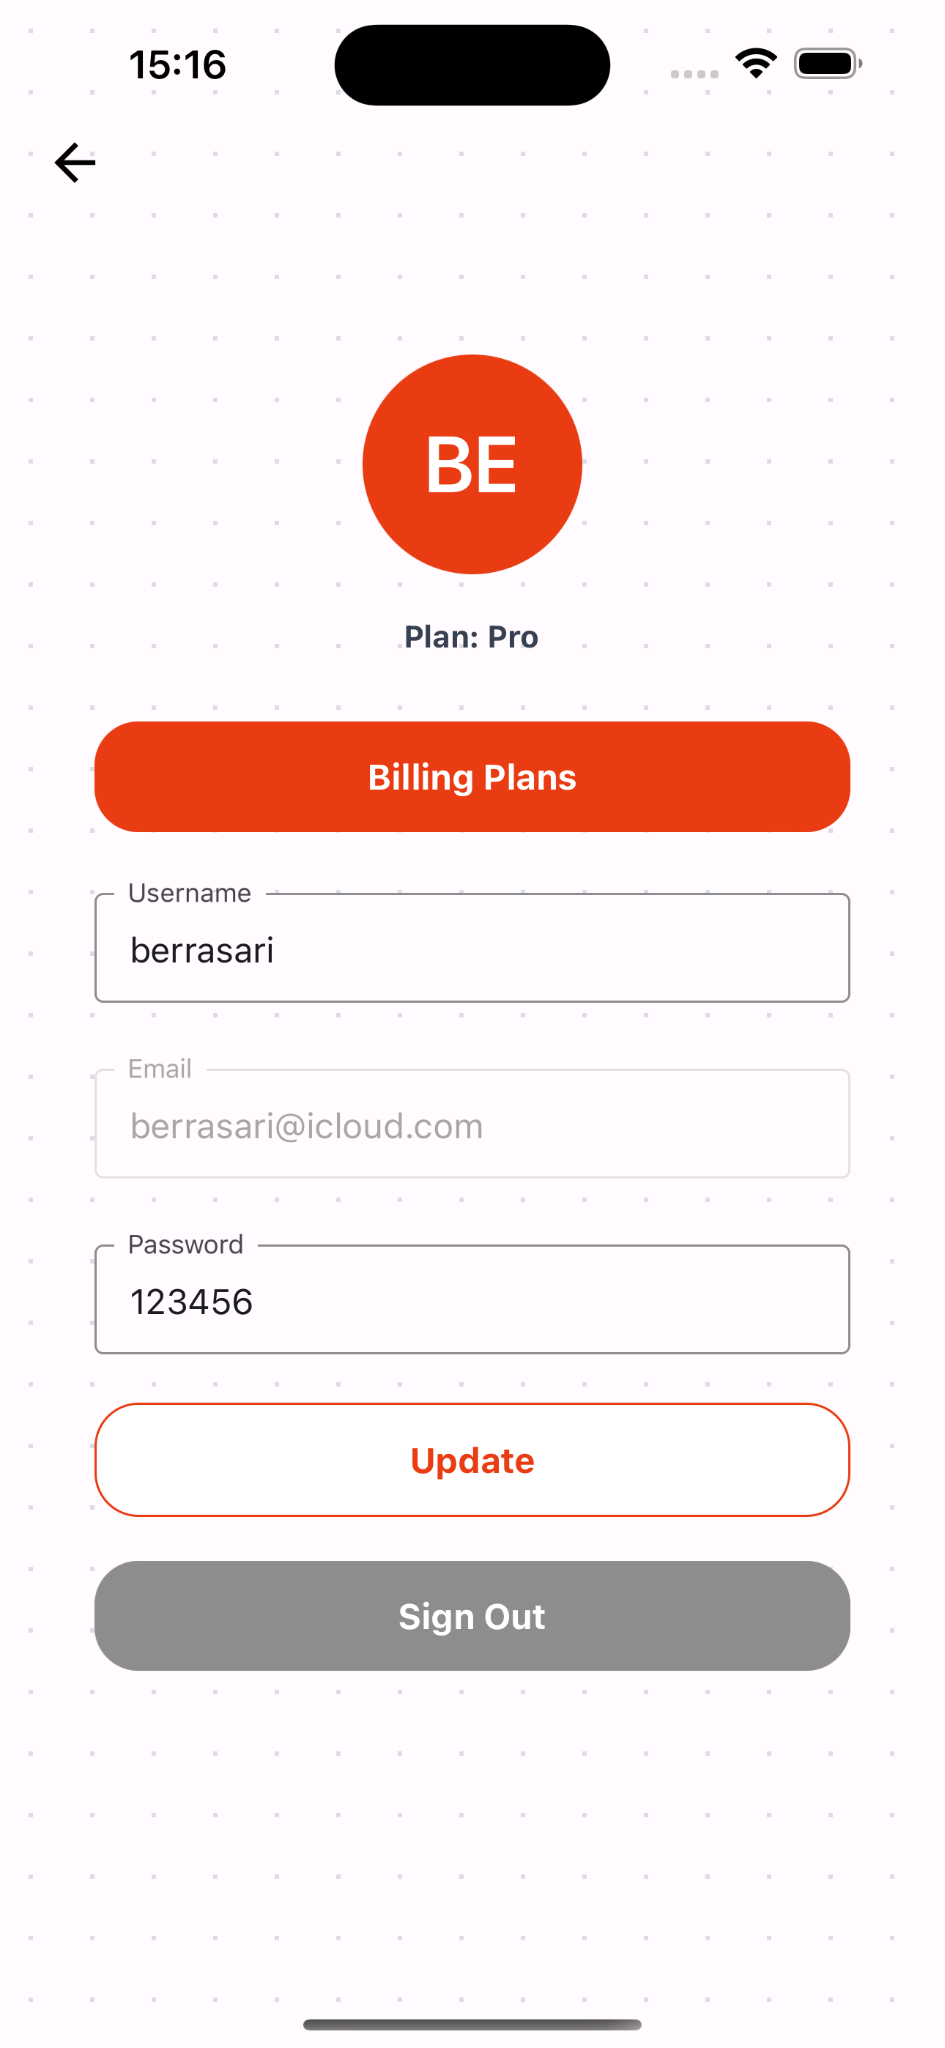 15:16
BE
Plan: Pro
Billing Plans
Username
berrasari
Email
berrasari@icloud.com
Password
123456
Update
Sign Out